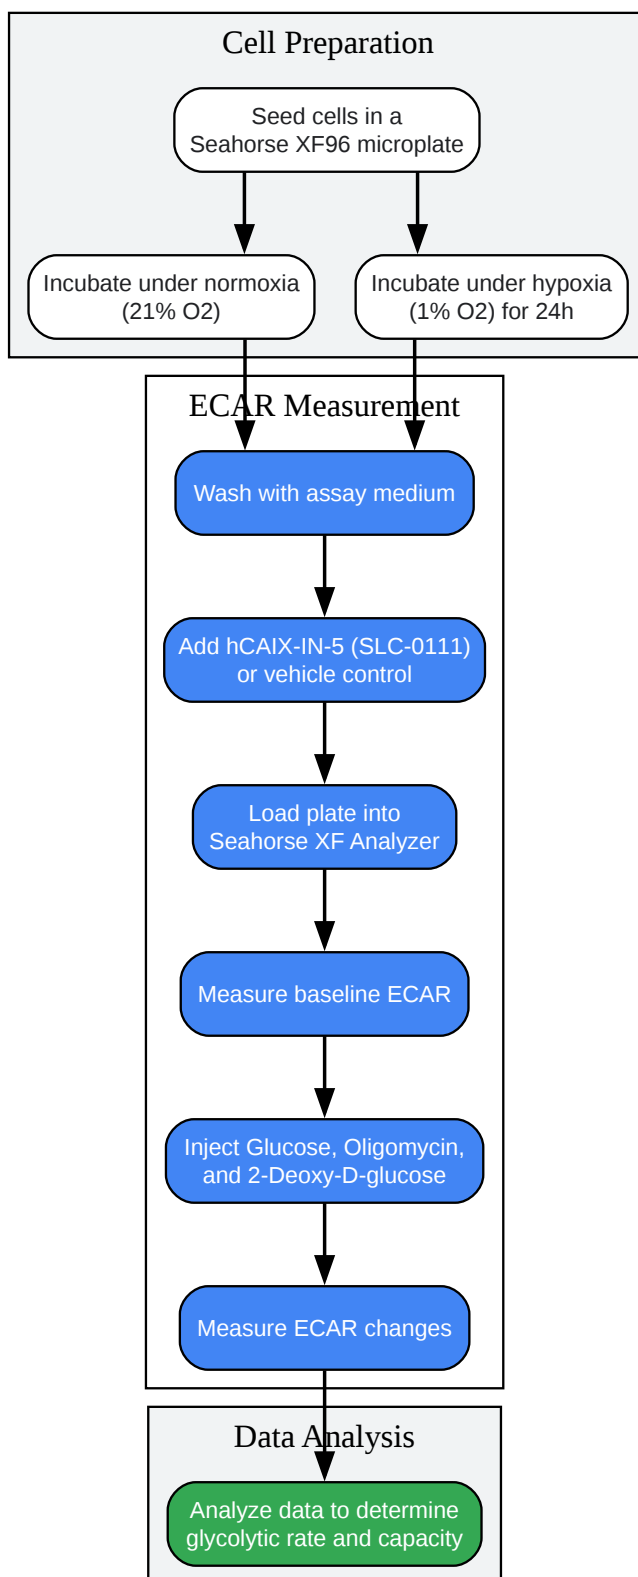 Cell Preparation
Seed cells in a
Seahorse XF96 microplate
Incubate under normoxia
(21% O2)
Incubate under hypoxia
(1% O2) for 24h
ECAR Measurement
Wash with assay medium
Add hCAIX-IN-5 (SLC-0111)
or vehicle control
Load plate into
Seahorse XF Analyzer
Measure baseline ECAR
Inject Glucose, Oligomycin,
and 2-Deoxy-D-glucose
Measure ECAR changes
Data Analysis
Analyze data to determine
glycolytic rate and capacity